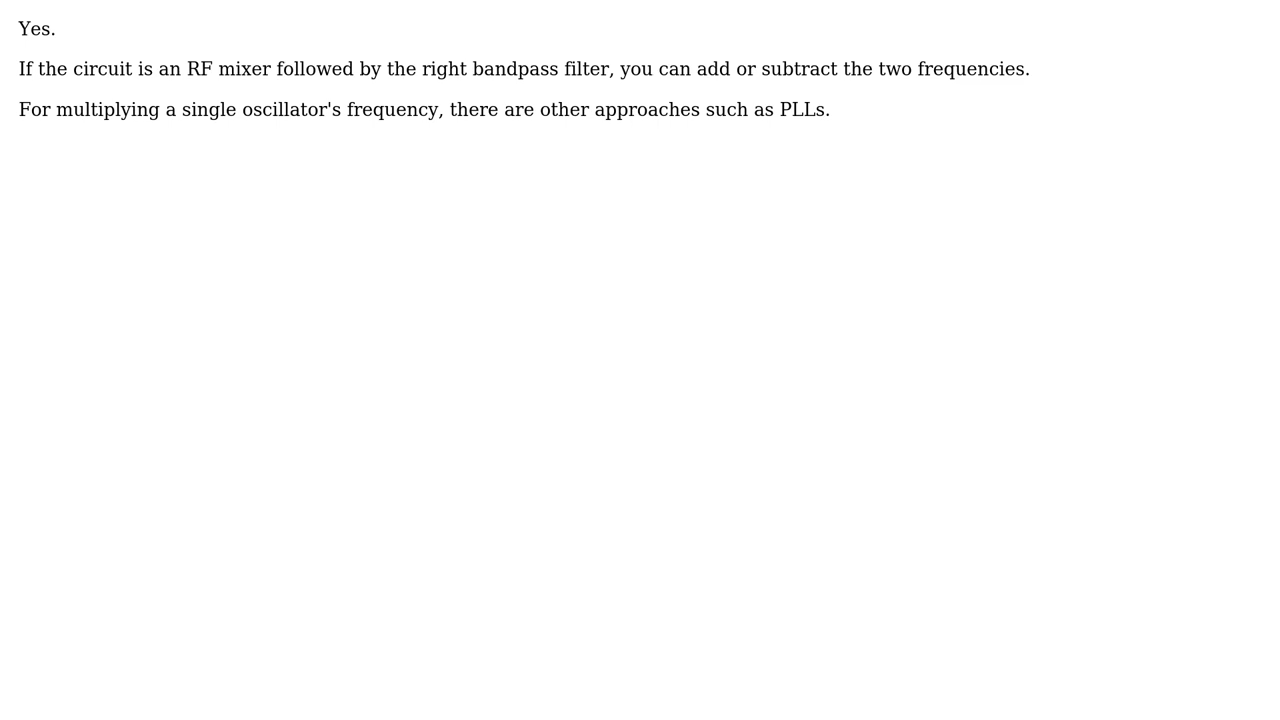 Yes.
If the circuit is an RF mixer followed by the right bandpass filter, you can add or subtract the two frequencies.
For multiplying a single oscillator's frequency, there are other approaches such as PLLs.